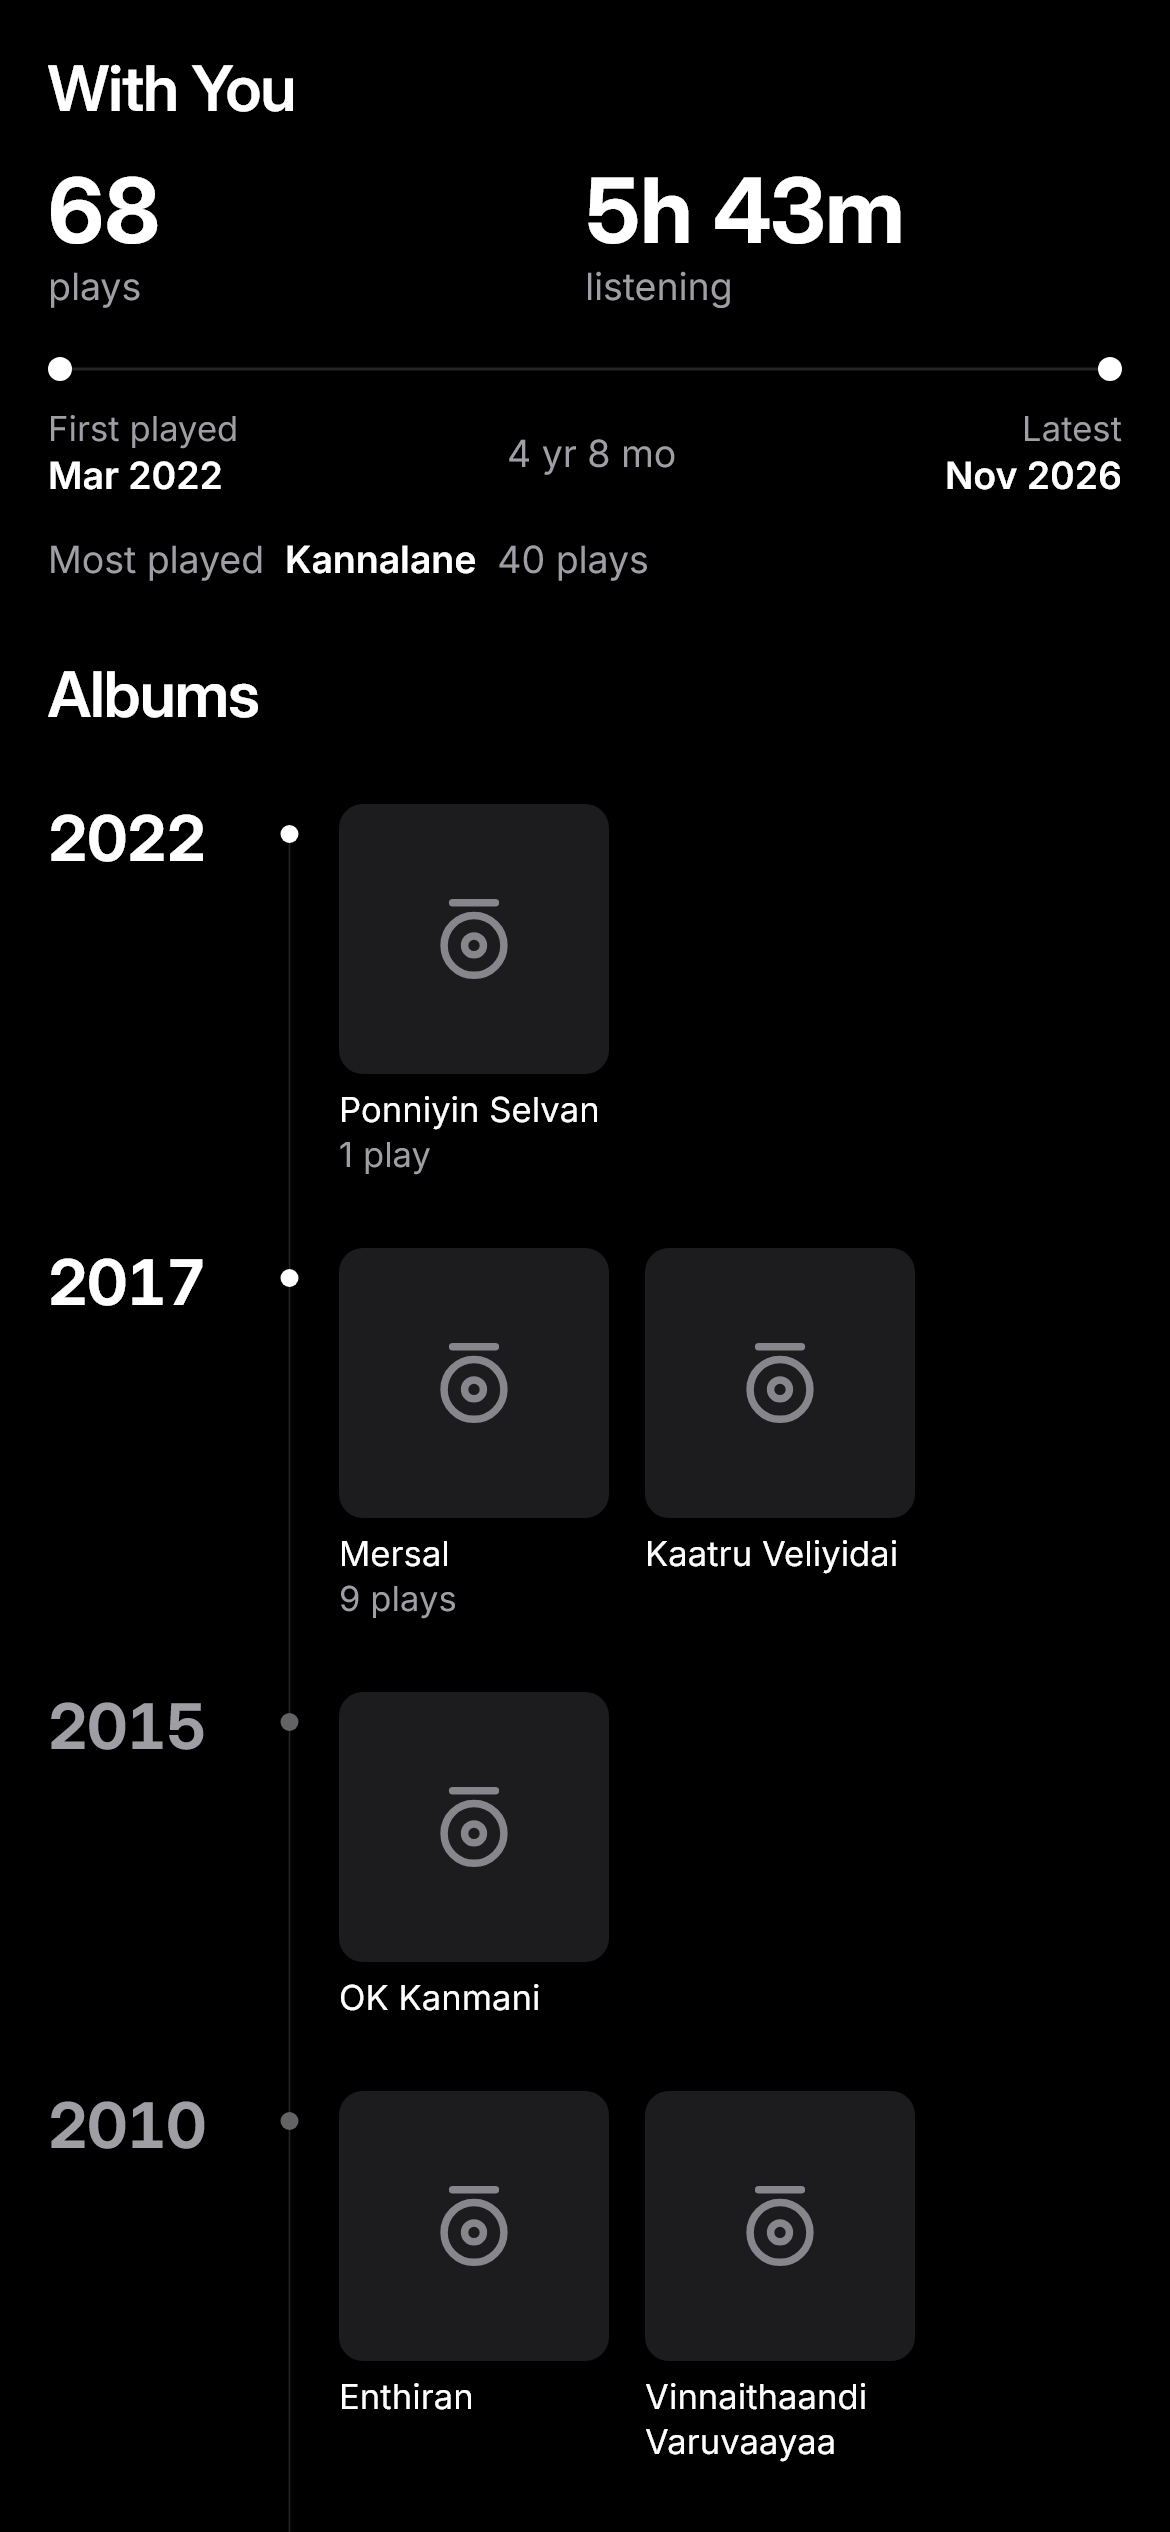 With You
68
plays
5h 43m
listening
First played
Mar 2022
4 yr 8 mo
Latest
Nov 2026
Most played Kannalane 40 plays
Albums
2022
Ponniyin Selvan
1 play
2017
Mersal
9 plays
Kaatru Veliyidai
2015
OK Kanmani
2010
Enthiran
Vinnaithaandi
Varuvaayaa